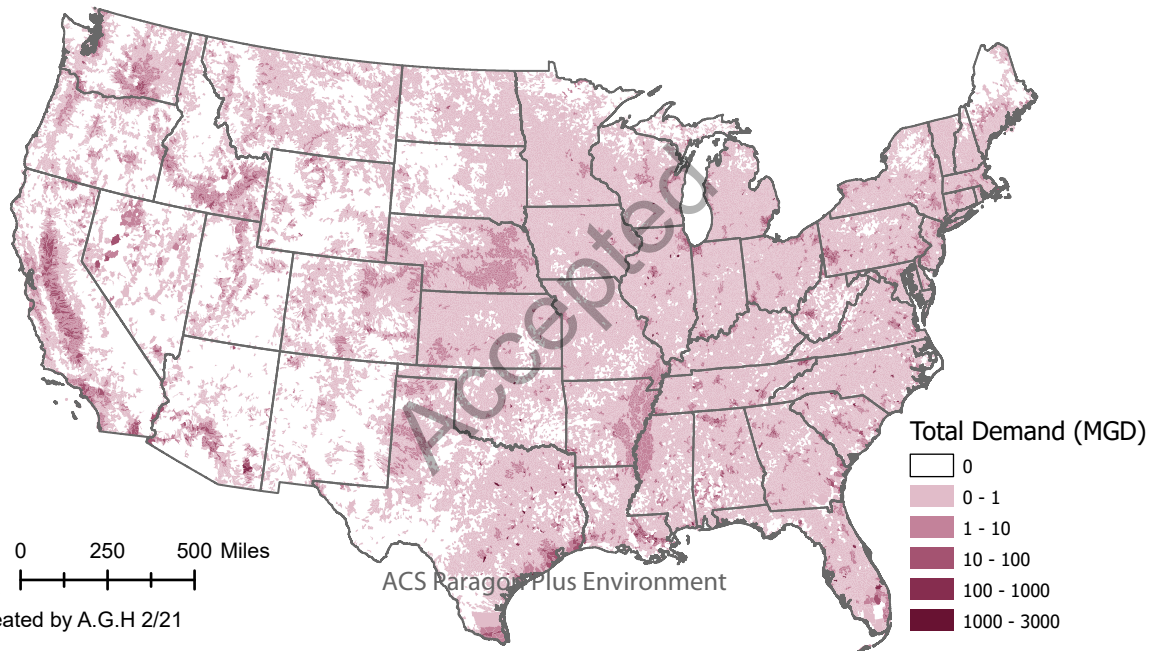 Accepted
Total Demand (MGD)
0
0 - 1
1 - 10
10 - 100
100 - 1000
1000 - 3000
0 250 500 Miles
ACS Paragon Plus Environment
eated by A.G.H 2/21